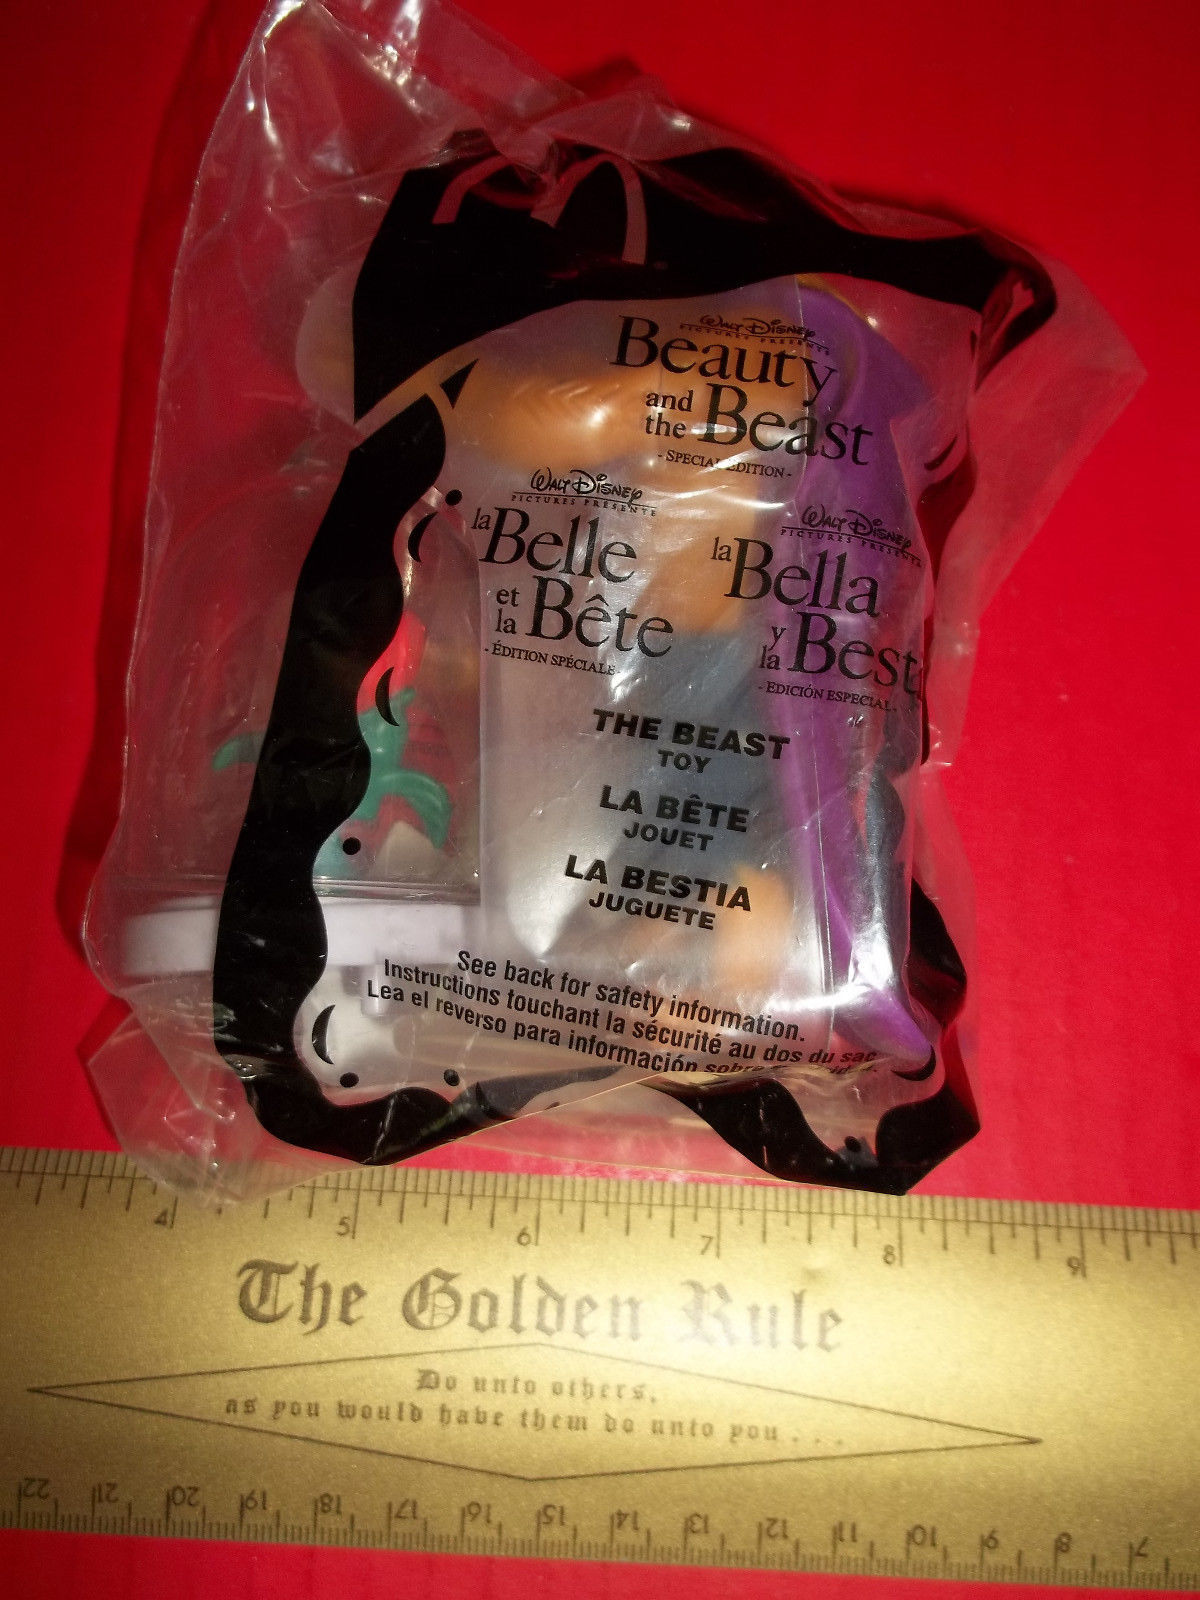 WALT DISNEY
PICTURES PRESENTS
Beauty
and
the Beast
- SPECIAL EDITION -
WALT DISNEY
PICTURES PRÉSENTE
la Belle
et
la Bête
- ÉDITION SPÉCIALE -
WALT DISNEY
PICTURES PRESENTA
la Bella
y
la Besti
- EDICIÓN ESPECIAL -
THE BEAST
TOY
LA BÊTE
JOUET
LA BESTIA
JUGUETE
See back for safety information.
Instructions touchant la sécurité au dos du sac
Lea el reverso para información sobre
4 5 6 7 8 9
The Golden Rule
Do unto others,
as you would have them do unto you . . .
22 21 20 19 18 17 16 15 14 13 12 11 10 9 8 7